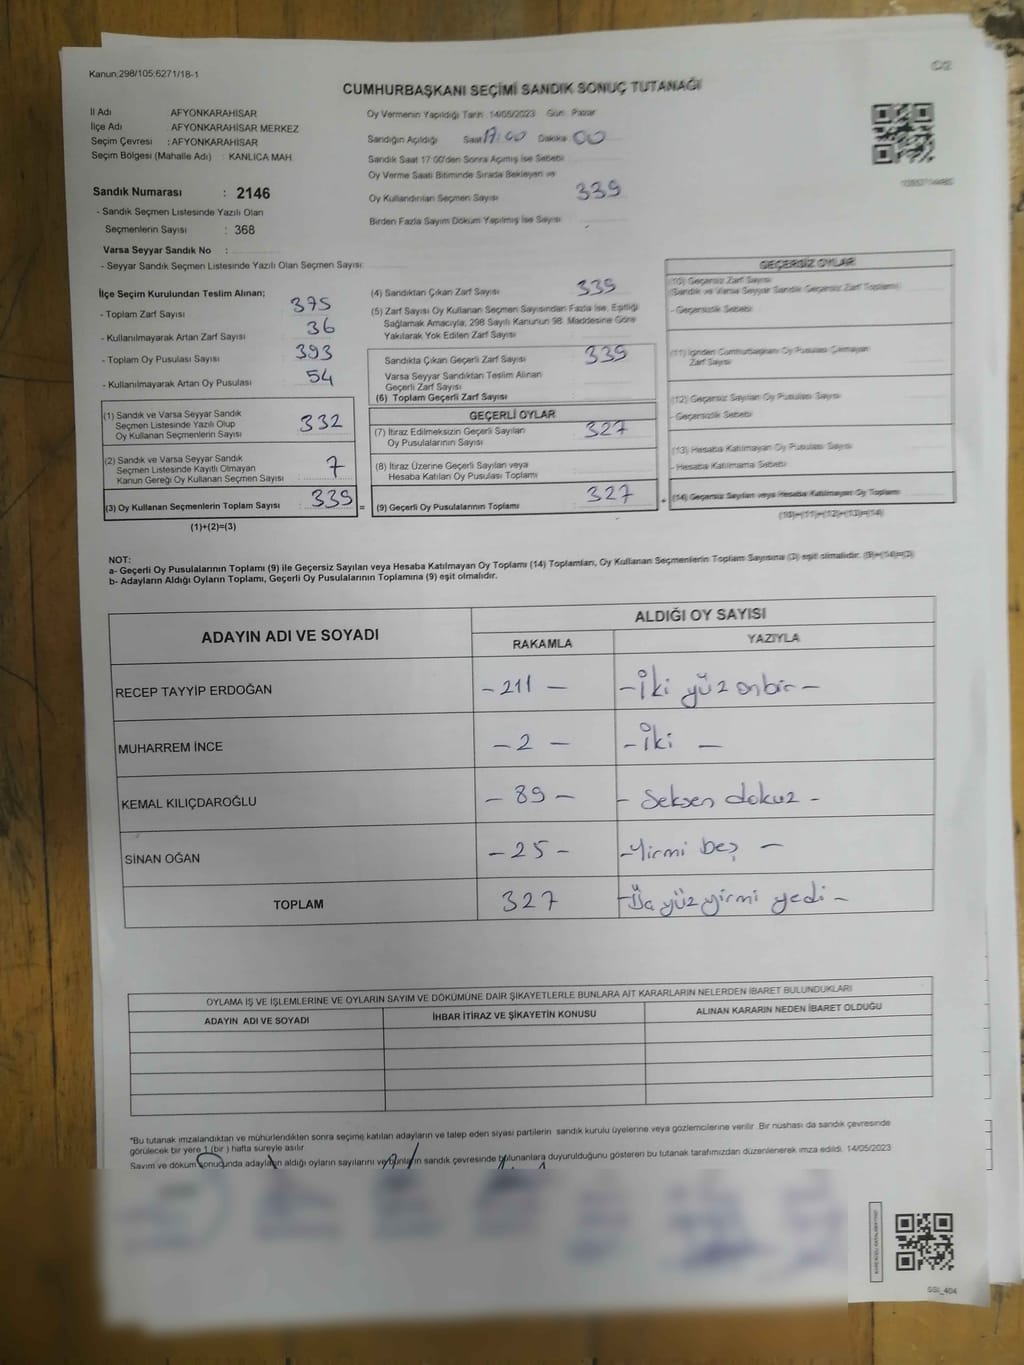 Kanun,298/105:6271/18-1
CUMHURBAŞKANI SEÇİMİ SANDIK SONUÇ TUTANAĞI
İl Adı AFYONKARAHİSAR
İlçe Adı : AFYONKARAHİSAR MERKEZ
Seçim Çevresi : AFYONKARAHİSAR
Seçim Bölgesi (Mahalle Adı) : KANLICA MAH.
Sandık Numarası : 2146
- Sandık Seçmen Listesinde Yazılı Olan
Seçmenlerin Sayısı : 368
Varsa Seyyar Sandık No :
- Seyyar Sandık Seçmen Listesinde Yazılı Olan Seçmen Sayısı:
Oy Vermenin Yapıldığı Tarih : 14/05/2023 Gün : Pazar
Sandığın Açıldığı Saat 17:00 Dakika 00
Sandık Saat 17:00'den Sonra Açılmış İse Sebebi
Oy Verme Saati Bitiminde Sırada Bekleyen ve
Oy Kullandırılan Seçmen Sayısı 339
Birden Fazla Sayım Döküm Yapılmış İse Sayısı
İlçe Seçim Kurulundan Teslim Alınan;
- Toplam Zarf Sayısı 375
- Kullanılmayarak Artan Zarf Sayısı 36
- Toplam Oy Pusulası Sayısı 393
- Kullanılmayarak Artan Oy Pusulası 54
(1) Sandık ve Varsa Seyyar Sandık
Seçmen Listesinde Yazılı Olup
Oy Kullanan Seçmenlerin Sayısı 332
(2) Sandık ve Varsa Seyyar Sandık
Seçmen Listesinde Kayıtlı Olmayan
Kanun Gereği Oy Kullanan Seçmen Sayısı 7
(3) Oy Kullanan Seçmenlerin Toplam Sayısı 339 =
(1)+(2)=(3)
(4) Sandıktan Çıkan Zarf Sayısı 339
(5) Zarf Sayısı Oy Kullanan Seçmen Sayısından Fazla İse, Eşitliği
Sağlamak Amacıyla; 298 Sayılı Kanunun 98. Maddesine Göre
Yakılarak Yok Edilen Zarf Sayısı
Sandıkta Çıkan Geçerli Zarf Sayısı 339
Varsa Seyyar Sandıktan Teslim Alınan
Geçerli Zarf Sayısı
(6) Toplam Geçerli Zarf Sayısı
GEÇERLİ OYLAR
(7) İtiraz Edilmeksizin Geçerli Sayılan
Oy Pusulalarının Sayısı 327
(8) İtiraz Üzerine Geçerli Sayılan veya
Hesaba Katılan Oy Pusulası Toplamı
(9) Geçerli Oy Pusulalarının Toplamı 327 +
GEÇERSİZ OYLAR
(10) Geçersiz Zarf Sayısı
(Sandık ve Varsa Seyyar Sandık Geçersiz Zarf Toplamı)
- Geçersizlik Sebebi
(11) İçinden Cumhurbaşkanı Oy Pusulası Çıkmayan
Zarf Sayısı
(12) Geçersiz Sayılan Oy Pusulası Sayısı
- Geçersizlik Sebebi
(13) Hesaba Katılmayan Oy Pusulası Sayısı
- Hesaba Katılmama Sebebi
(14) Geçersiz Sayılan veya Hesaba Katılmayan Oy Toplamı
(10)+(11)+(12)+(13)=(14)
NOT:
a- Geçerli Oy Pusulalarının Toplamı (9) ile Geçersiz Sayılan veya Hesaba Katılmayan Oy Toplamı (14) Toplamları, Oy Kullanan Seçmenlerin Toplam Sayısına (3) eşit olmalıdır. (9)+(14)=(3)
b- Adayların Aldığı Oyların Toplamı, Geçerli Oy Pusulalarının Toplamına (9) eşit olmalıdır.
ADAYIN ADI VE SOYADI ALDIĞI OY SAYISI
RAKAMLA YAZIYLA
RECEP TAYYİP ERDOĞAN - 211 - - İki yüz onbir -
MUHARREM İNCE - 2 - - İki -
KEMAL KILIÇDAROĞLU - 89 - - Seksen dokuz -
SİNAN OĞAN - 25 - - Yirmi beş -
TOPLAM 327 - Üç yüz yirmi yedi -
OYLAMA İŞ VE İŞLEMLERİNE VE OYLARIN SAYIM VE DÖKÜMÜNE DAİR ŞİKAYETLERLE BUNLARA AİT KARARLARIN NELERDEN İBARET BULUNDUKLARI
ADAYIN ADI VE SOYADI İHBAR İTİRAZ VE ŞİKAYETİN KONUSU ALINAN KARARIN NEDEN İBARET OLDUĞU
*Bu tutanak imzalandıktan ve mühürlendikten sonra seçime katılan adayların ve talep eden siyasi partilerin sandık kurulu üyelerine veya gözlemcilerine verilir. Bir nüshası da sandık çevresinde
görülecek bir yere 1 (bir ) hafta süreyle asılır.
Sayım ve döküm sonucunda adayların aldığı oyların sayılarını ve bunların sandık çevresinde bulunanlara duyurulduğunu gösteren bu tutanak tarafımızdan düzenlenerek imza edildi. 14/05/2023
SSI_404